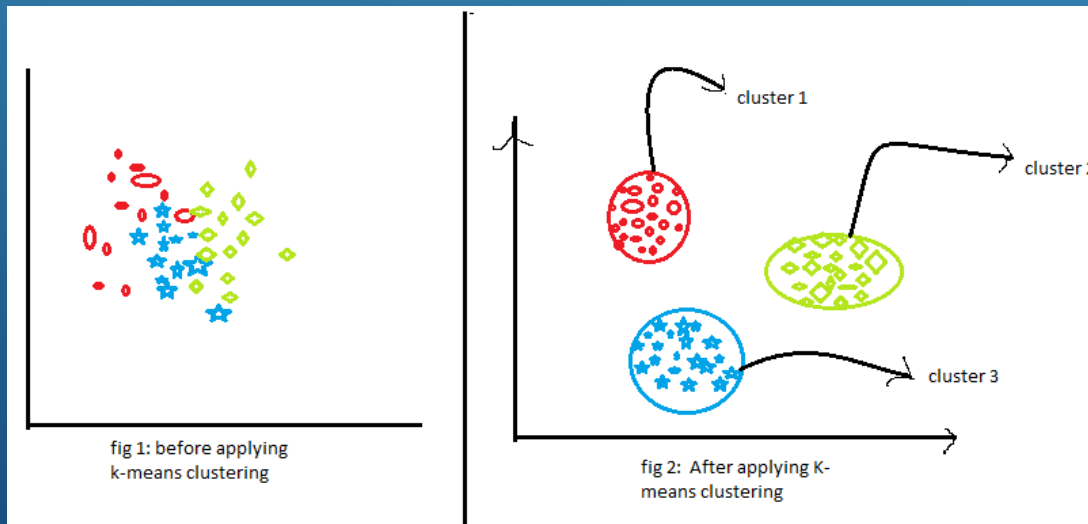 cluster 1
cluster 2
cluster 3
fig 1: before applying
k-means clustering
fig 2:  After applying K-
means clustering